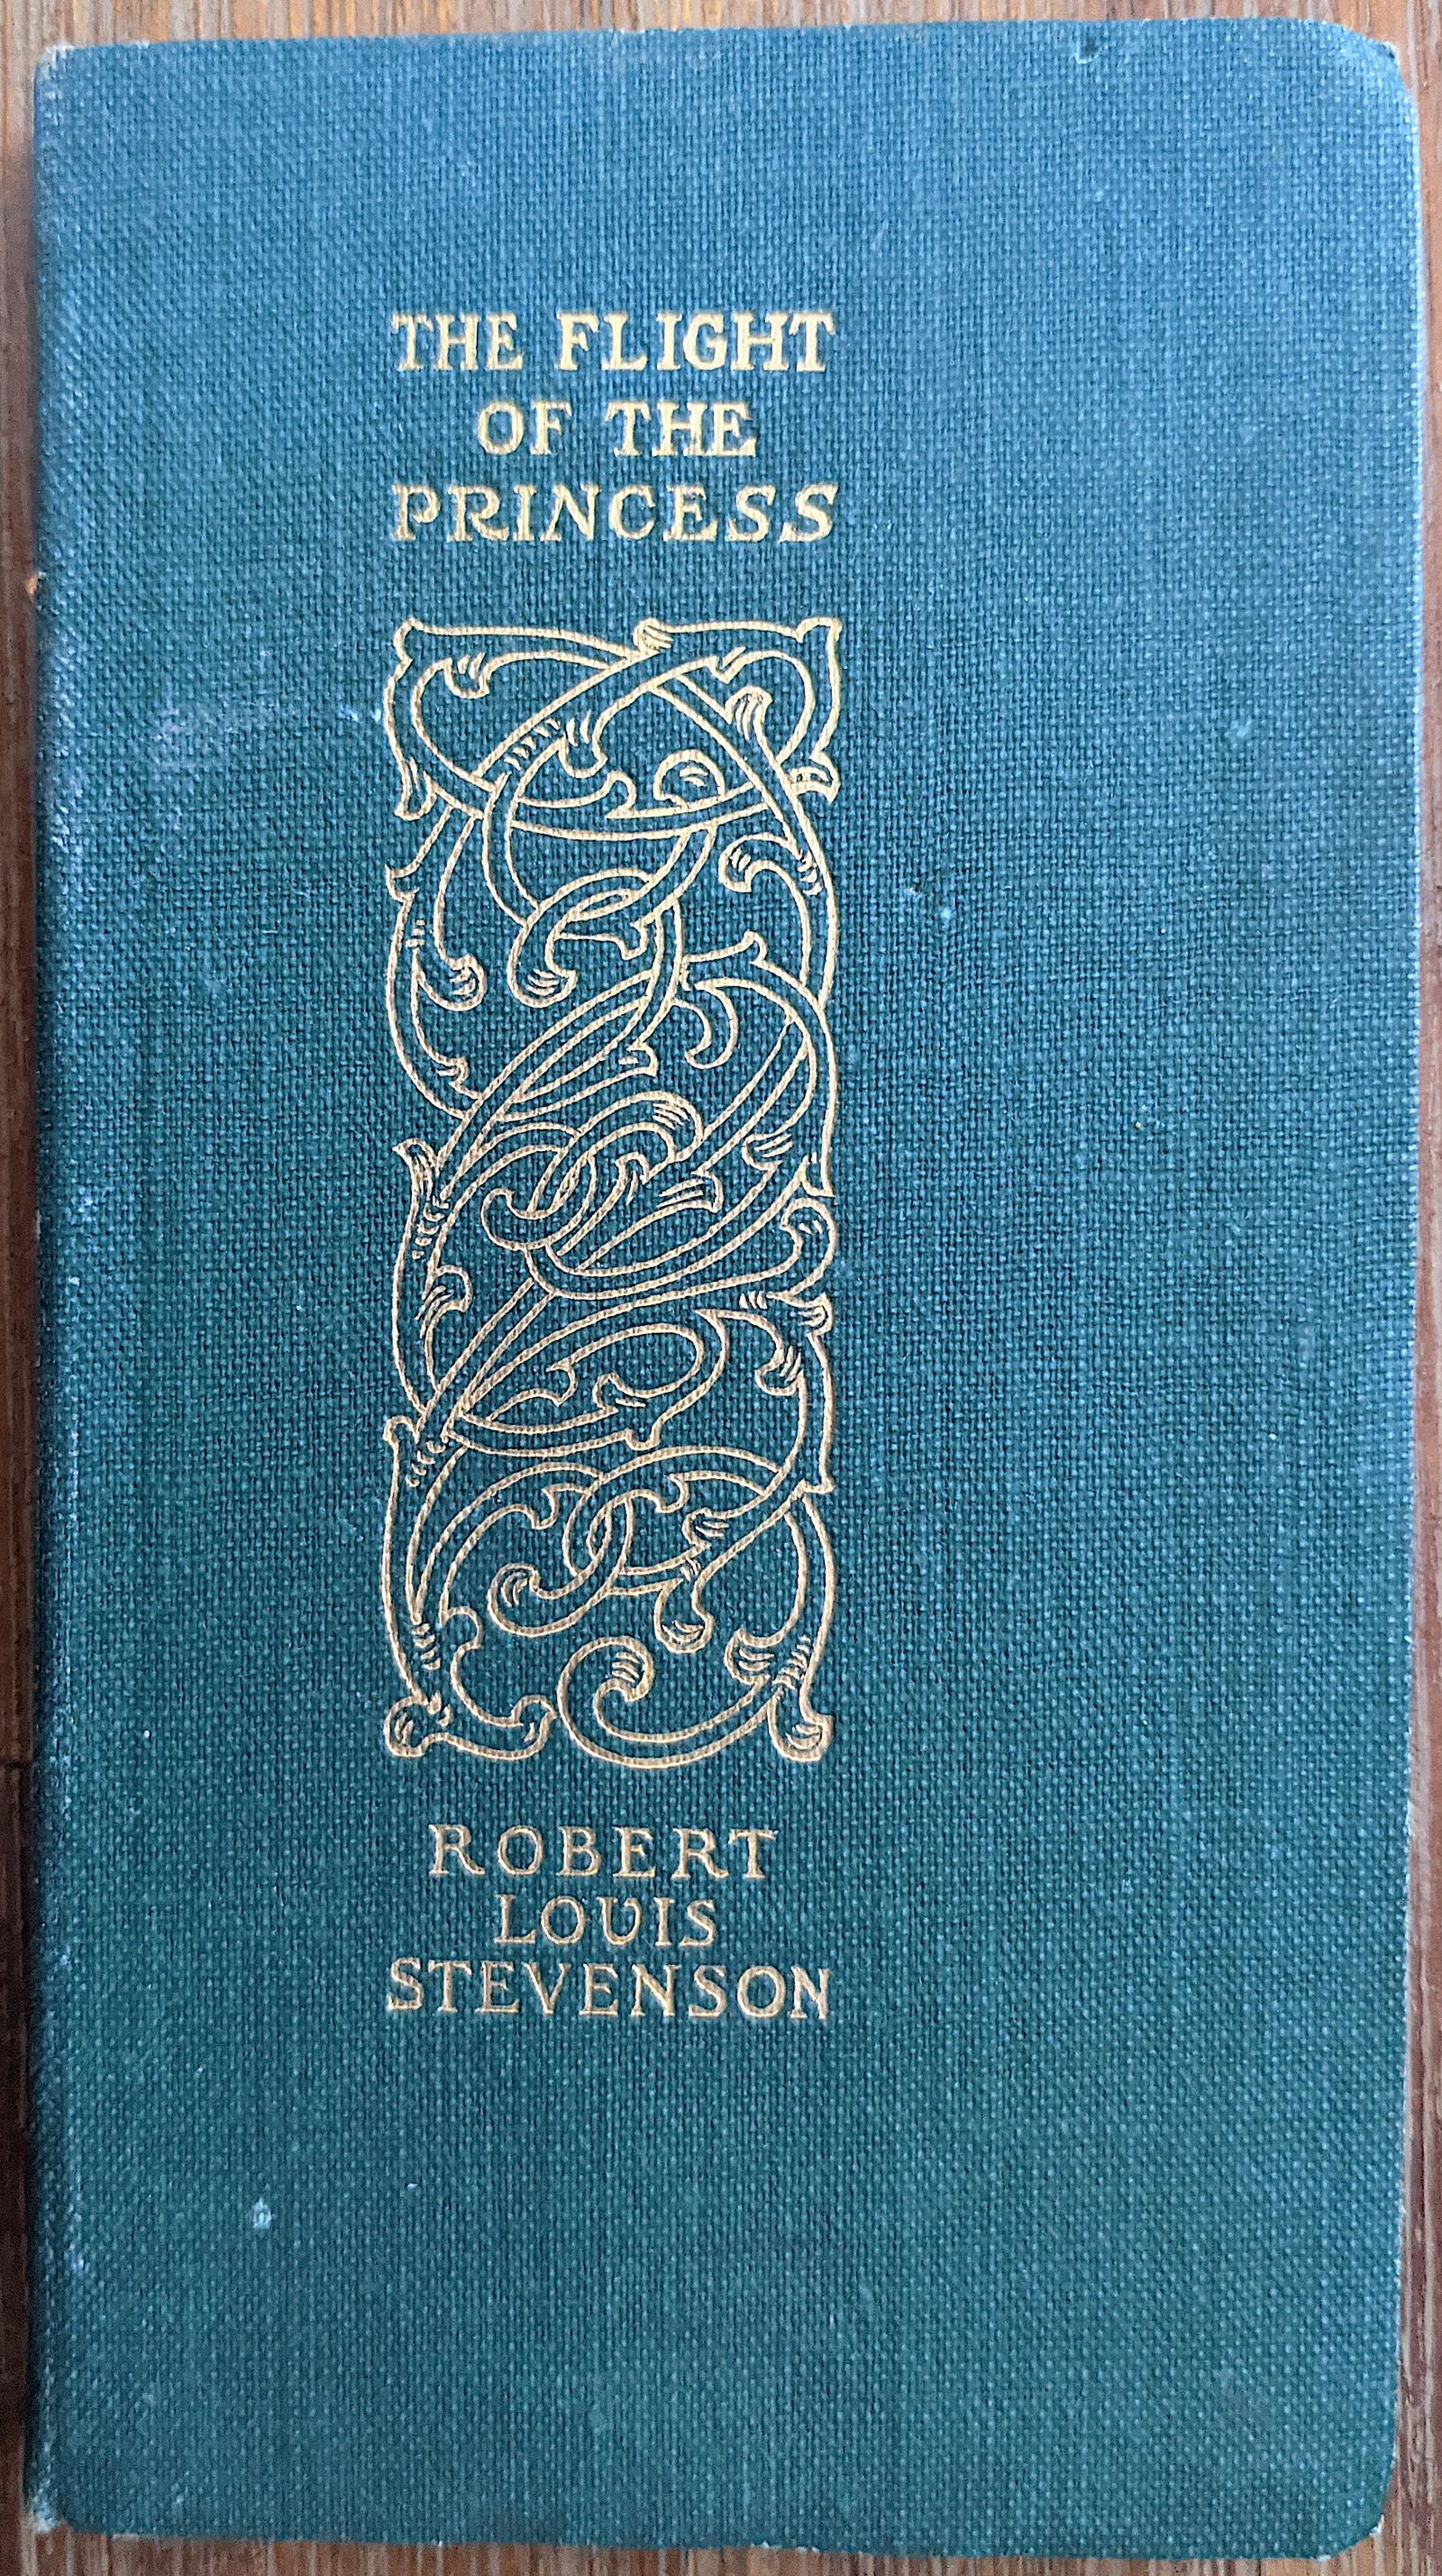 THE FLIGHT
OF THE
PRINCESS
ROBERT
LOUIS
STEVENSON